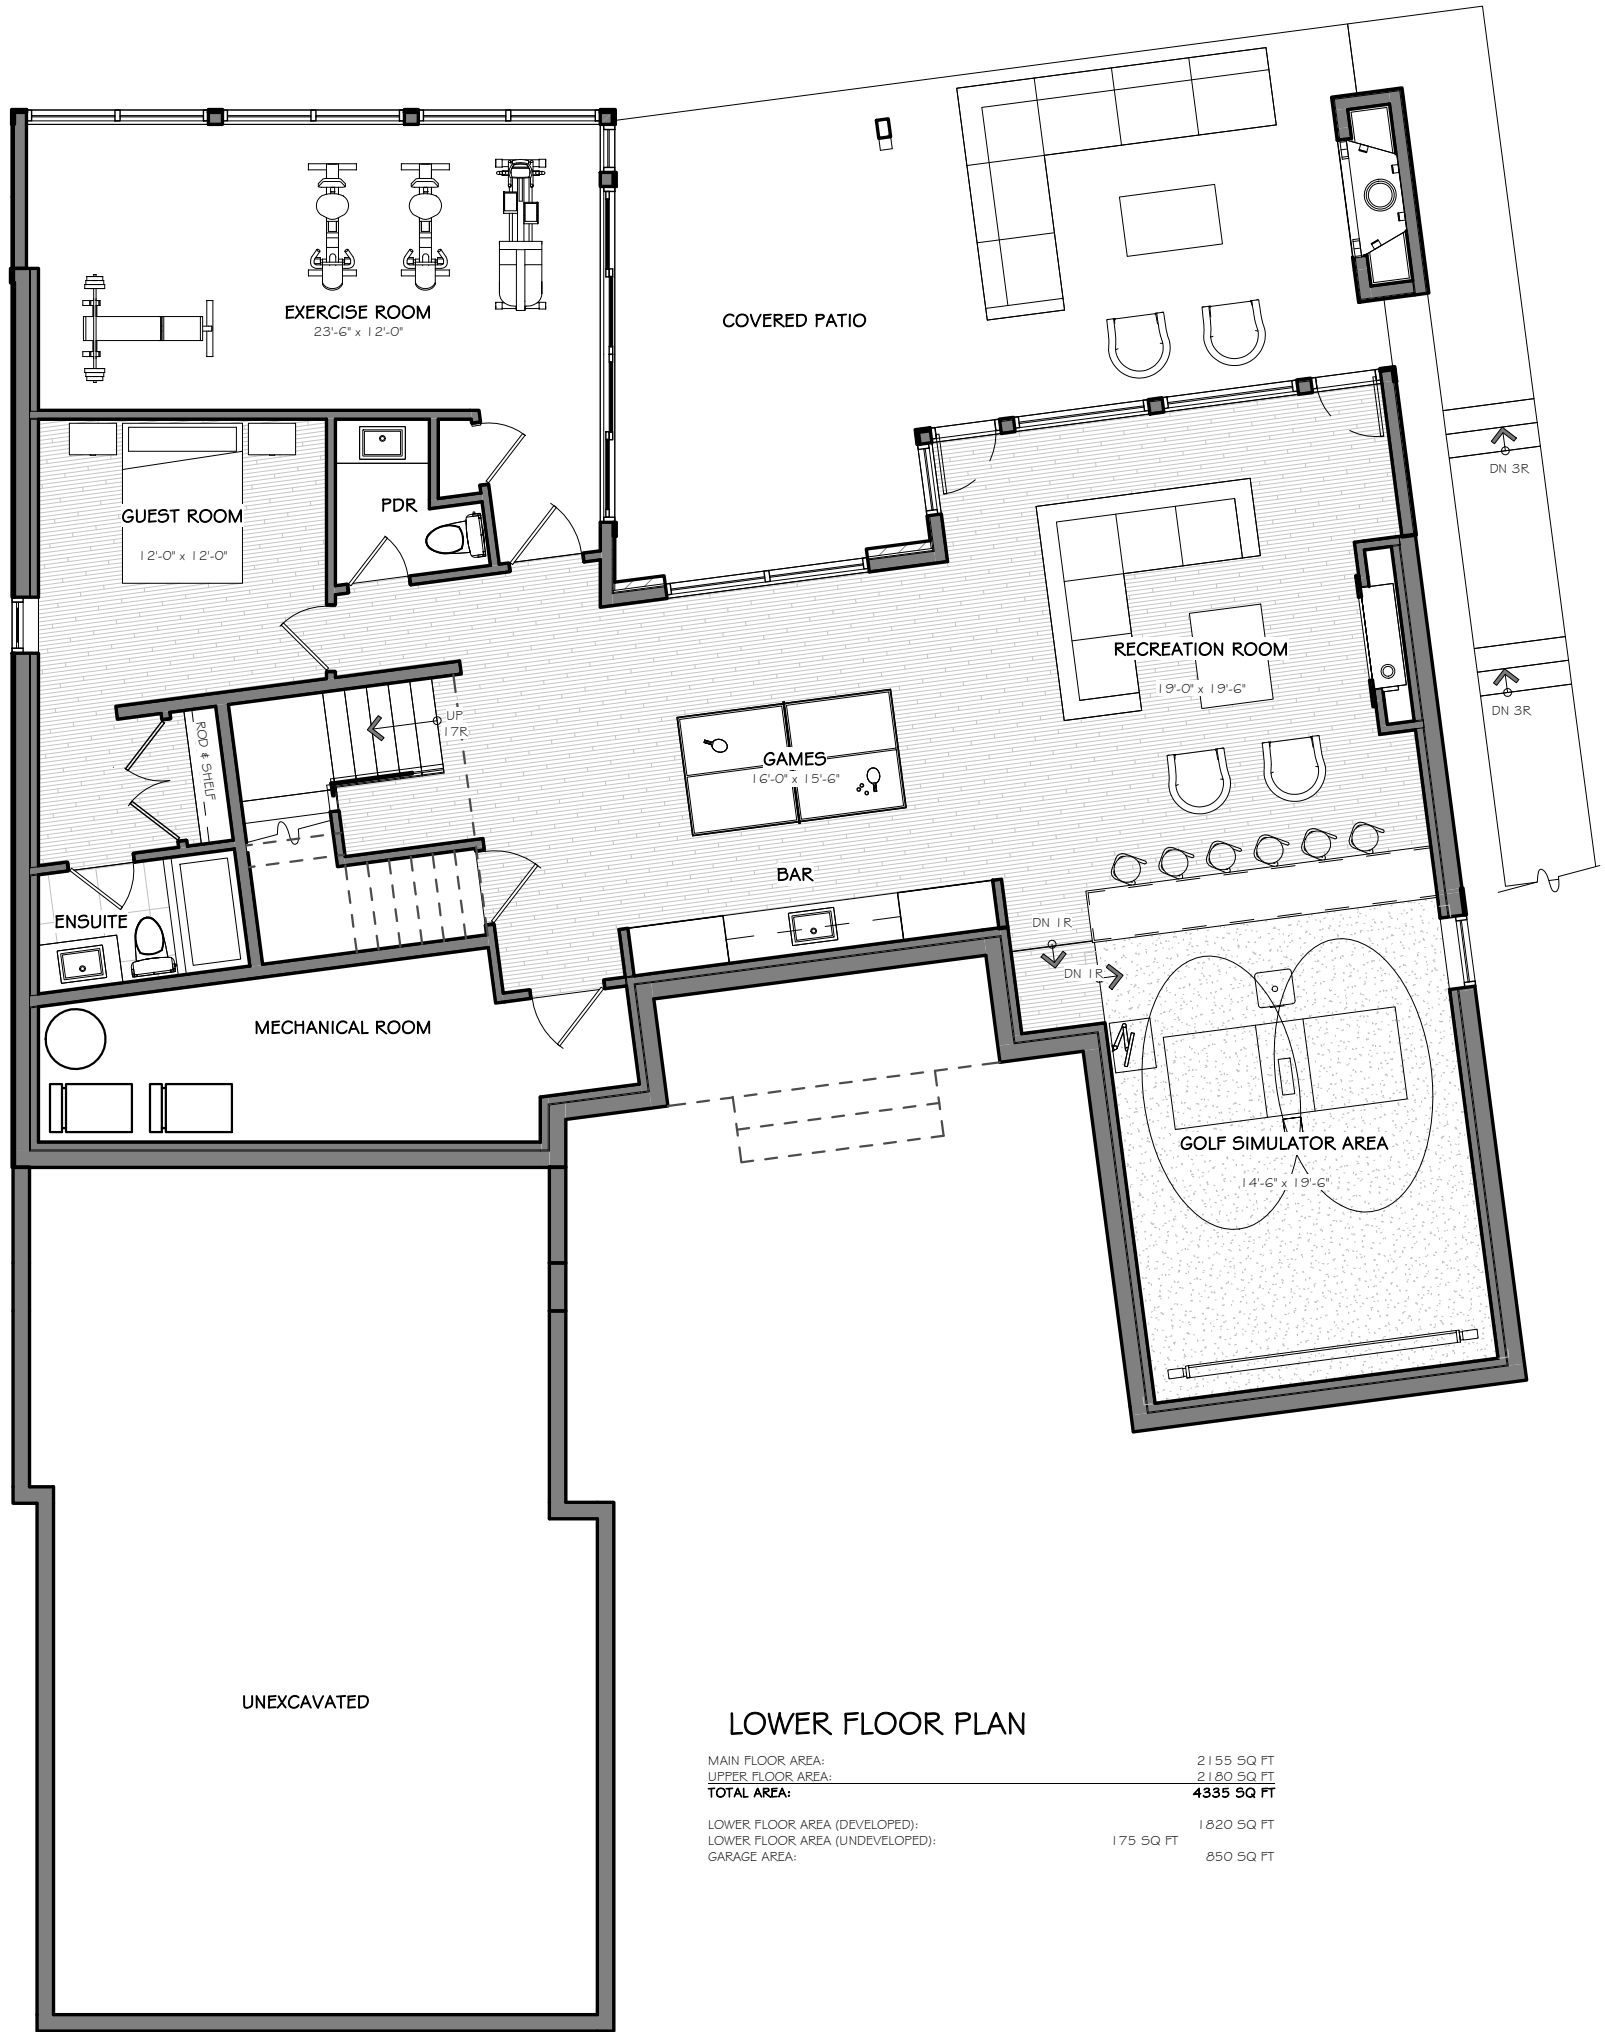 EXERCISE ROOM
23'-6" x 12'-0"
COVERED PATIO
DN 3R
GUEST ROOM
12'-0" x 12'-0"
PDR
RECREATION ROOM
19'-0" x 19'-6"
DN 3R
UP
17R
ROD & SHELF
GAMES
16'-0" x 15'-6"
BAR
ENSUITE
DN 1R
DN 1R
MECHANICAL ROOM
GOLF SIMULATOR AREA
14'-6" x 19'-6"
UNEXCAVATED
LOWER FLOOR PLAN
MAIN FLOOR AREA: 2155 SQ FT
UPPER FLOOR AREA: 2180 SQ FT
TOTAL AREA: 4335 SQ FT
LOWER FLOOR AREA (DEVELOPED): 1820 SQ FT
LOWER FLOOR AREA (UNDEVELOPED): 175 SQ FT
GARAGE AREA: 850 SQ FT